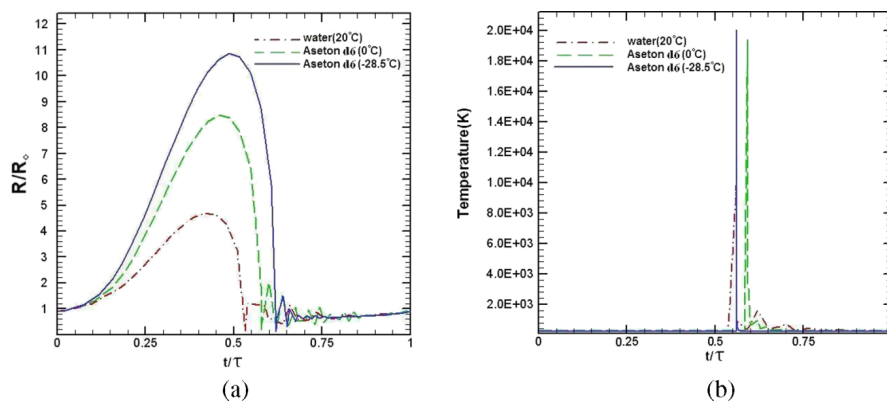 12
11
10
9
8
7
6
5
4
3
2
1
R/R₀
water(20°C)
Aseton d6 (0°C)
Aseton d6 (-28.5°C)
0 0.25 0.5 0.75 1
t/τ
(a)
2.0E+04
1.8E+04
1.6E+04
1.4E+04
1.2E+04
1.0E+04
8.0E+03
6.0E+03
4.0E+03
2.0E+03
Temperature(K)
water(20°C)
Aseton d6 (0°C)
Aseton d6 (-28.5°C)
0 0.25 0.5 0.75
t/τ
(b)